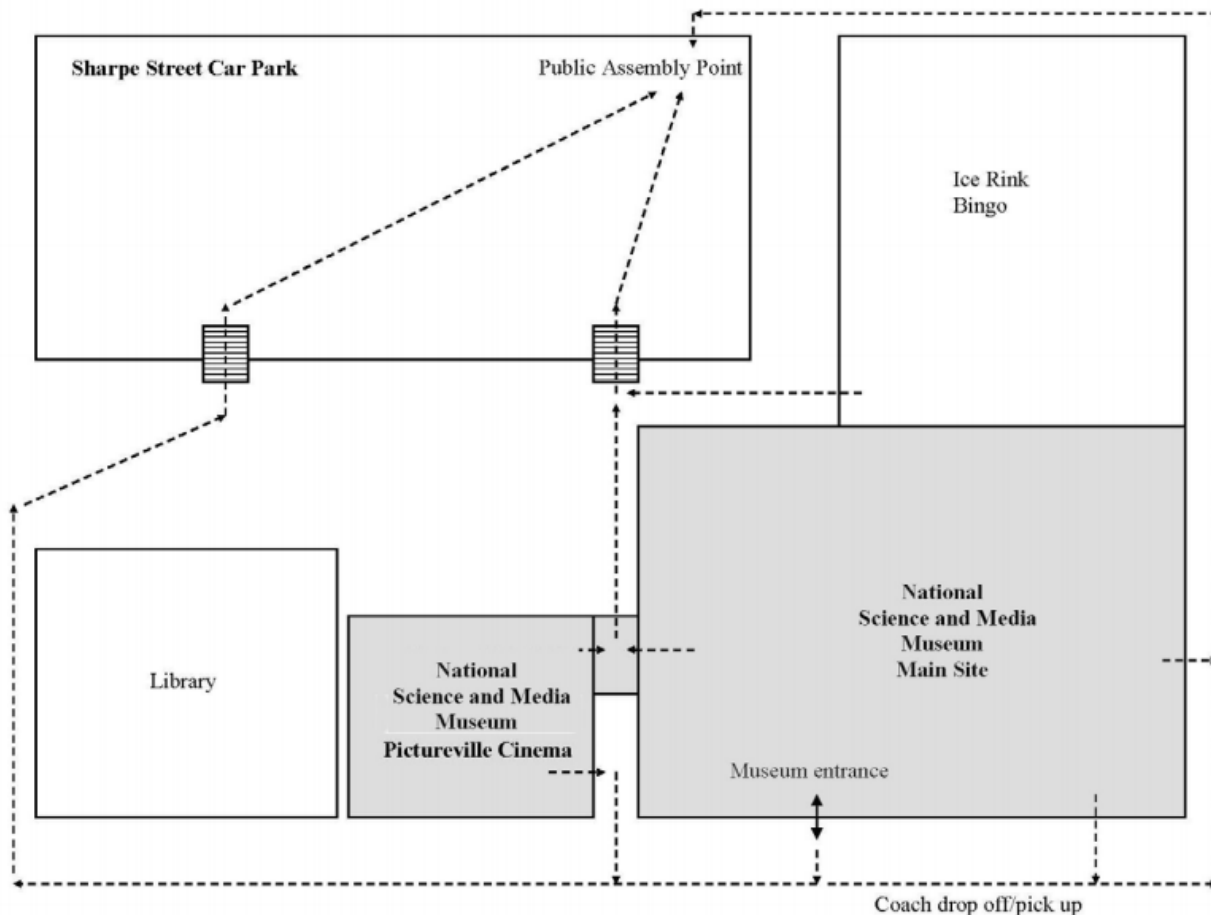 Sharpe Street Car Park
Public Assembly Point
Ice Rink
Bingo
National
Science and Media
Museum
Main Site
Library
National
Science and Media
Museum
Pictureville Cinema
Museum entrance
Coach drop off/pick up